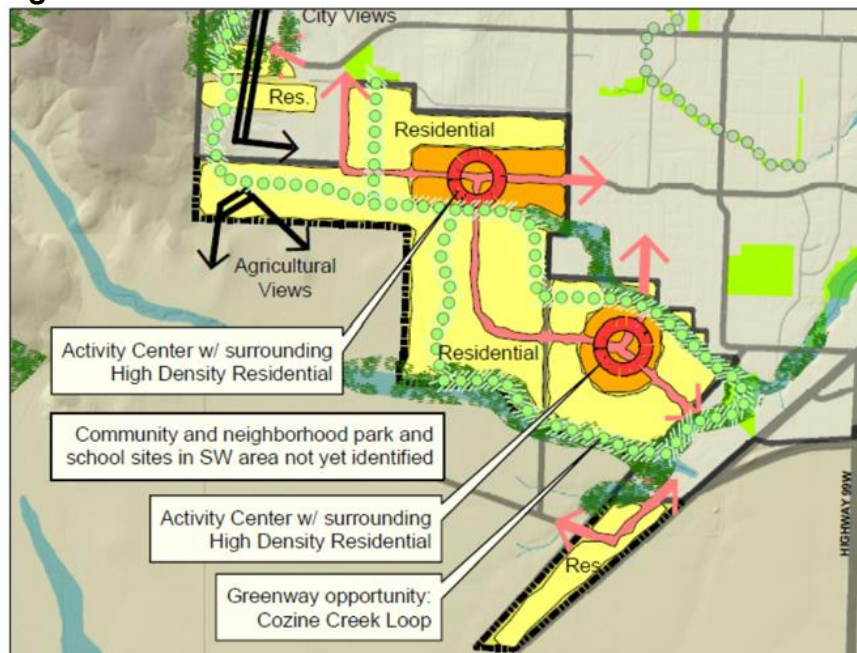 City Views
Res.
Residential
Agricultural
Views
Activity Center w/ surrounding
High Density Residential
Residential
Community and neighborhood park and
school sites in SW area not yet identified
Activity Center w/ surrounding
High Density Residential
Res.
Greenway opportunity:
Cozine Creek Loop
HIGHWAY 99W